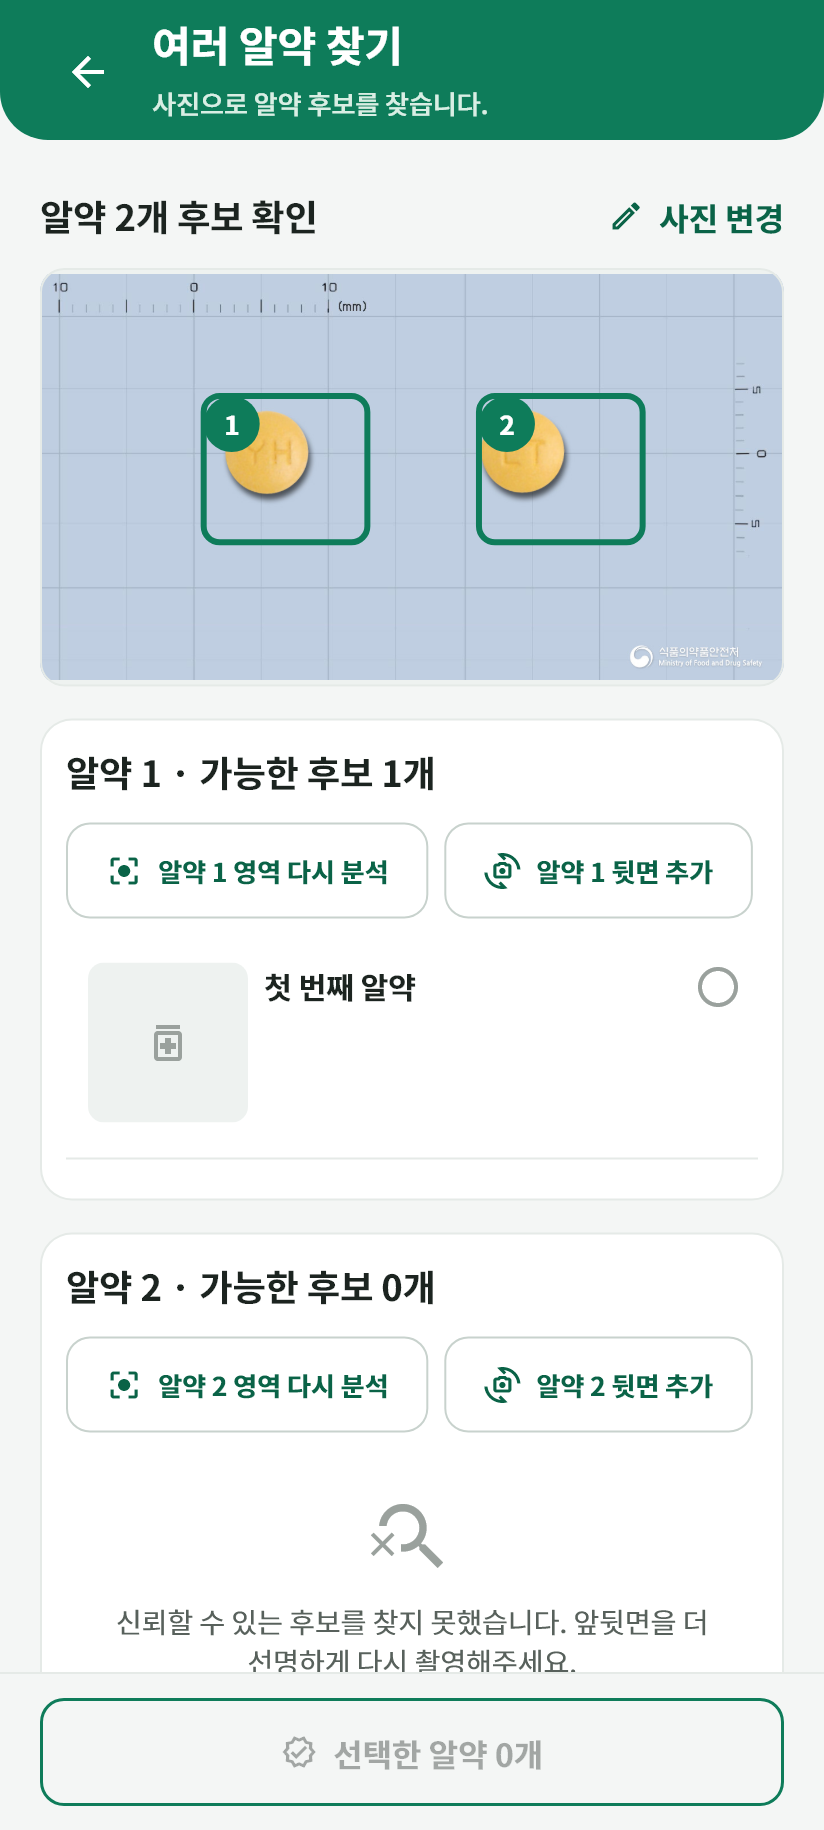 여러 알약 찾기
사진으로 알약 후보를 찾습니다.
알약 2개 후보 확인
사진 변경
10 0 10
(mm)
5
0
5
1
YH
2
LT
식품의약품안전처
Ministry of Food and Drug Safety
알약 1 · 가능한 후보 1개
알약 1 영역 다시 분석
알약 1 뒷면 추가
첫 번째 알약
알약 2 · 가능한 후보 0개
알약 2 영역 다시 분석
알약 2 뒷면 추가
신뢰할 수 있는 후보를 찾지 못했습니다. 앞뒷면을 더
선명하게 다시 촬영해주세요.
선택한 알약 0개